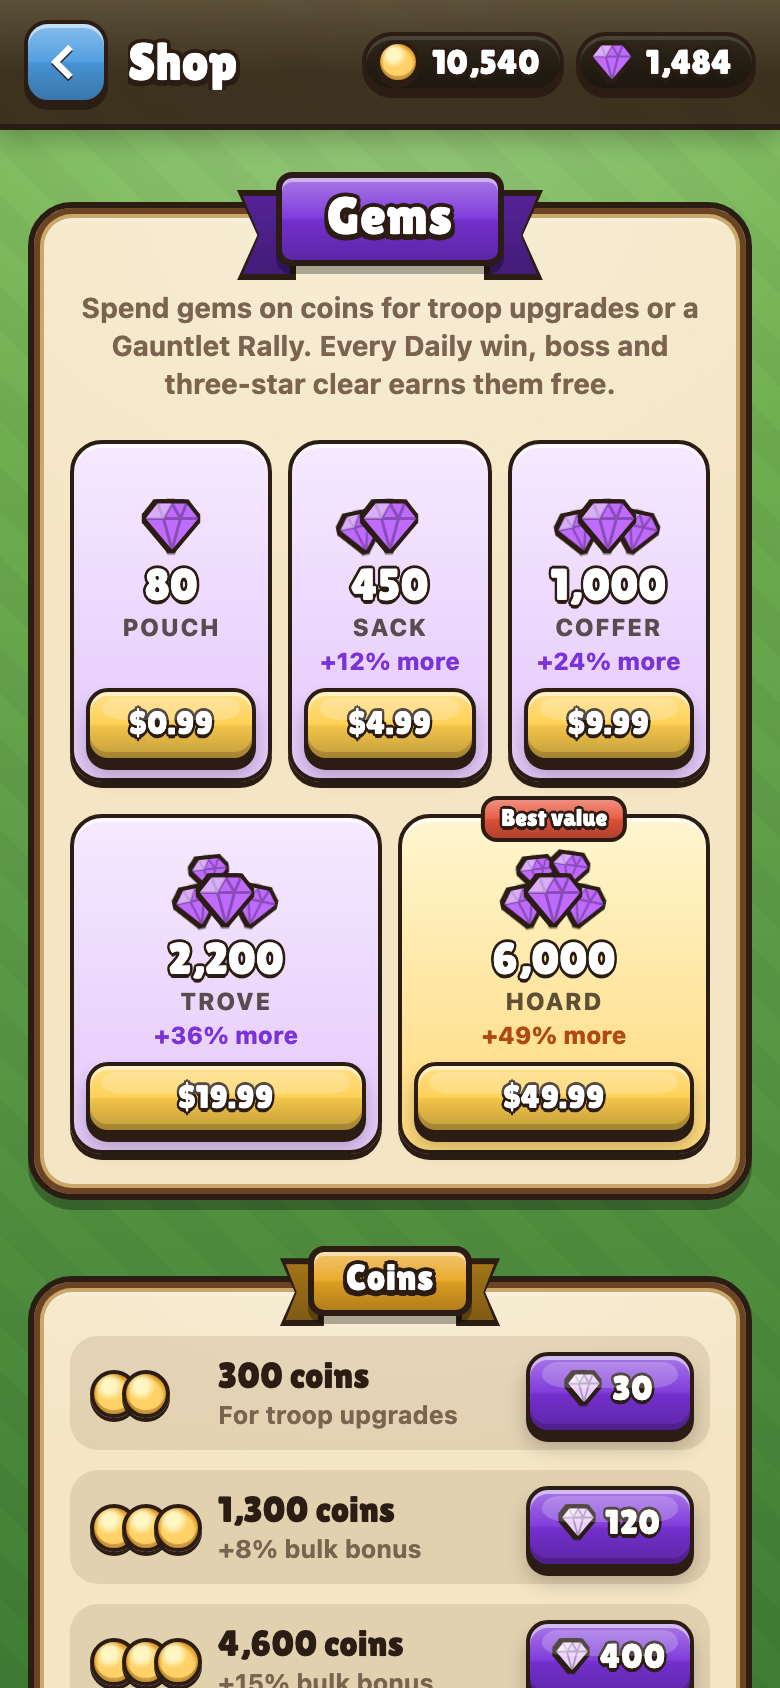 Shop
10,540
1,484
Gems
Spend gems on coins for troop upgrades or a
Gauntlet Rally. Every Daily win, boss and
three-star clear earns them free.
80
POUCH
$0.99
450
SACK
+12% more
$4.99
1,000
COFFER
+24% more
$9.99
2,200
TROVE
+36% more
$19.99
Best value
6,000
HOARD
+49% more
$49.99
Coins
300 coins
For troop upgrades
30
1,300 coins
+8% bulk bonus
120
4,600 coins
+15% bulk bonus
400